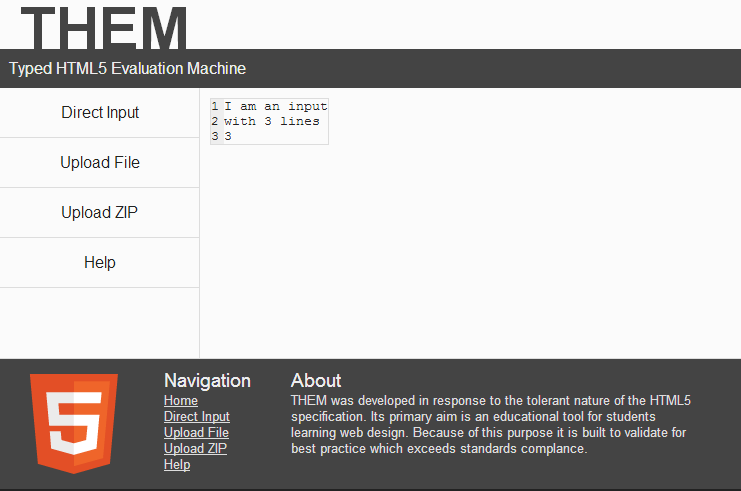 THEM
Typed HTML5 Evaluation Machine
Direct Input
Upload File
Upload ZIP
Help
1 I am an input
2 with 3 lines
3 3
5
Navigation
Home
Direct Input
Upload File
Upload ZIP
Help
About
THEM was developed in response to the tolerant nature of the HTML5
specification. Its primary aim is an educational tool for students
learning web design. Because of this purpose it is built to validate for
best practice which exceeds standards complance.